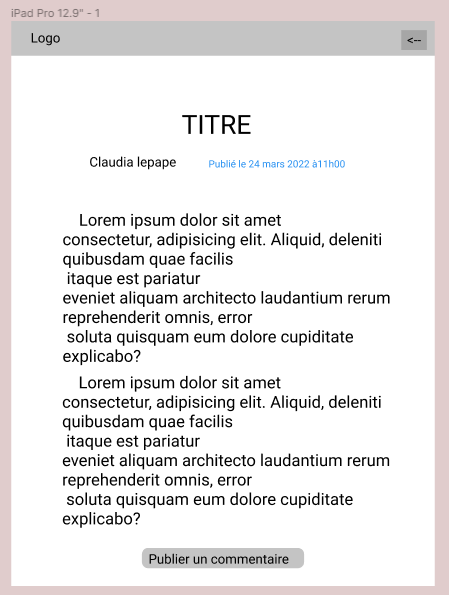 iPad Pro 12.9" - 1
Logo
<--
TITRE
Claudia lepape
Publié le 24 mars 2022 à11h00
Lorem ipsum dolor sit amet
consectetur, adipisicing elit. Aliquid, deleniti
quibusdam quae facilis
itaque est pariatur
eveniet aliquam architecto laudantium rerum
reprehenderit omnis, error
soluta quisquam eum dolore cupiditate
explicabo?
Lorem ipsum dolor sit amet
consectetur, adipisicing elit. Aliquid, deleniti
quibusdam quae facilis
itaque est pariatur
eveniet aliquam architecto laudantium rerum
reprehenderit omnis, error
soluta quisquam eum dolore cupiditate
explicabo?
Publier un commentaire